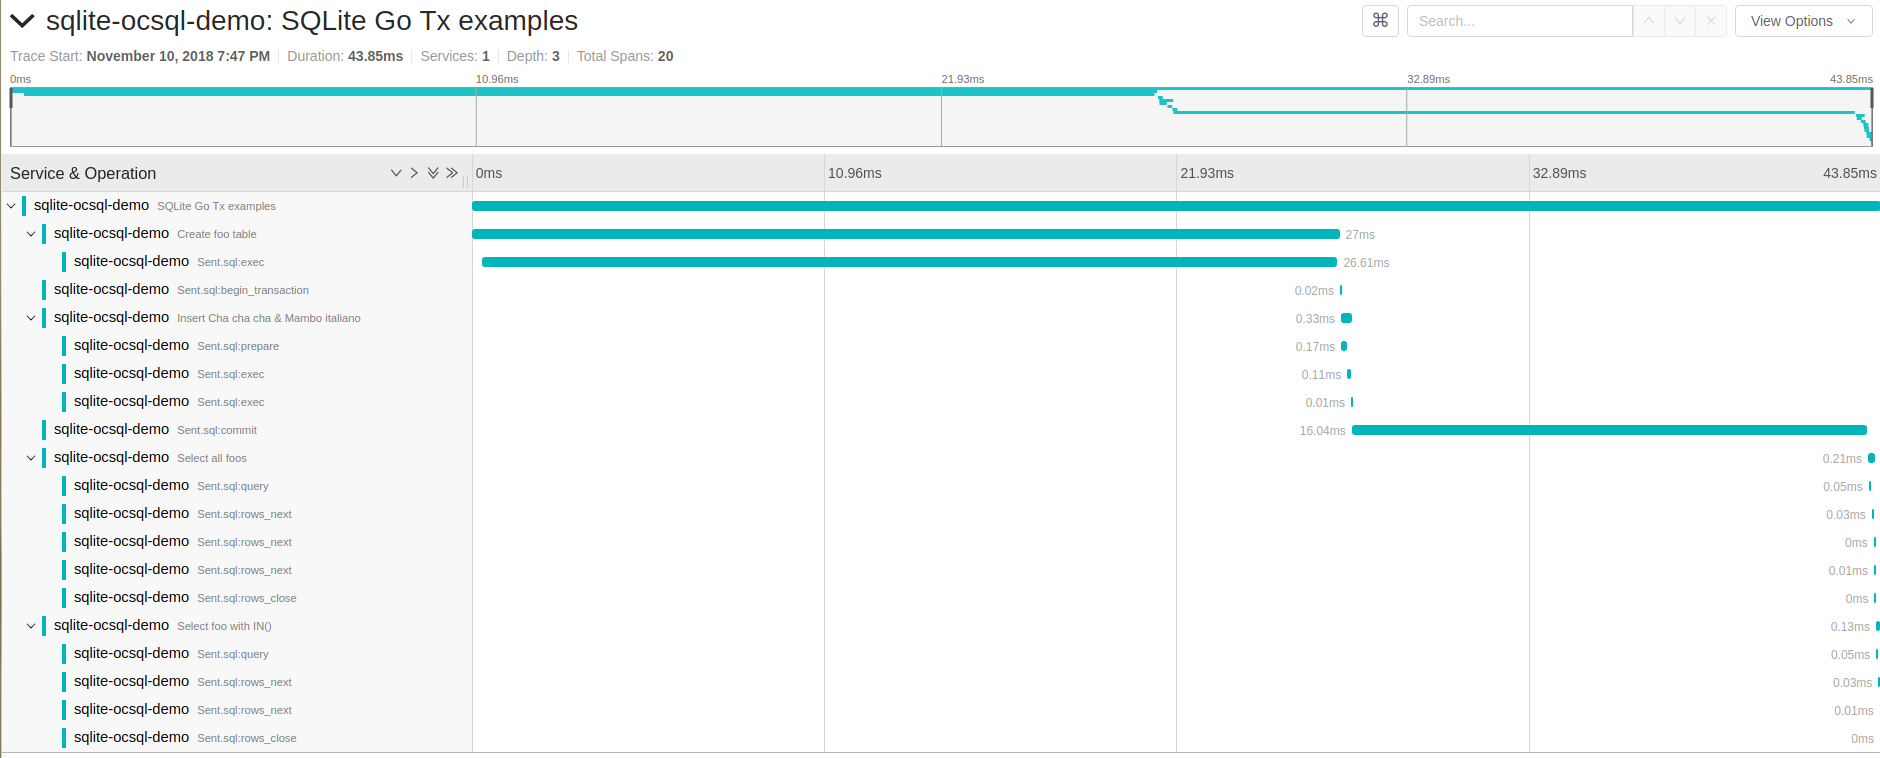 sqlite-ocsql-demo: SQLite Go Tx examples
⌘ Search... View Options
Trace Start: November 10, 2018 7:47 PM Duration: 43.85ms Services: 1 Depth: 3 Total Spans: 20
0ms 10.96ms 21.93ms 32.89ms 43.85ms
Service & Operation 0ms 10.96ms 21.93ms 32.89ms 43.85ms
sqlite-ocsql-demo SQLite Go Tx examples
sqlite-ocsql-demo Create foo table 27ms
sqlite-ocsql-demo Sent.sql:exec 26.61ms
sqlite-ocsql-demo Sent.sql:begin_transaction 0.02ms
sqlite-ocsql-demo Insert Cha cha cha & Mambo italiano 0.33ms
sqlite-ocsql-demo Sent.sql:prepare 0.17ms
sqlite-ocsql-demo Sent.sql:exec 0.11ms
sqlite-ocsql-demo Sent.sql:exec 0.01ms
sqlite-ocsql-demo Sent.sql:commit 16.04ms
sqlite-ocsql-demo Select all foos 0.21ms
sqlite-ocsql-demo Sent.sql:query 0.05ms
sqlite-ocsql-demo Sent.sql:rows_next 0.03ms
sqlite-ocsql-demo Sent.sql:rows_next 0ms
sqlite-ocsql-demo Sent.sql:rows_next 0.01ms
sqlite-ocsql-demo Sent.sql:rows_close 0ms
sqlite-ocsql-demo Select foo with IN() 0.13ms
sqlite-ocsql-demo Sent.sql:query 0.05ms
sqlite-ocsql-demo Sent.sql:rows_next 0.03ms
sqlite-ocsql-demo Sent.sql:rows_next 0.01ms
sqlite-ocsql-demo Sent.sql:rows_close 0ms